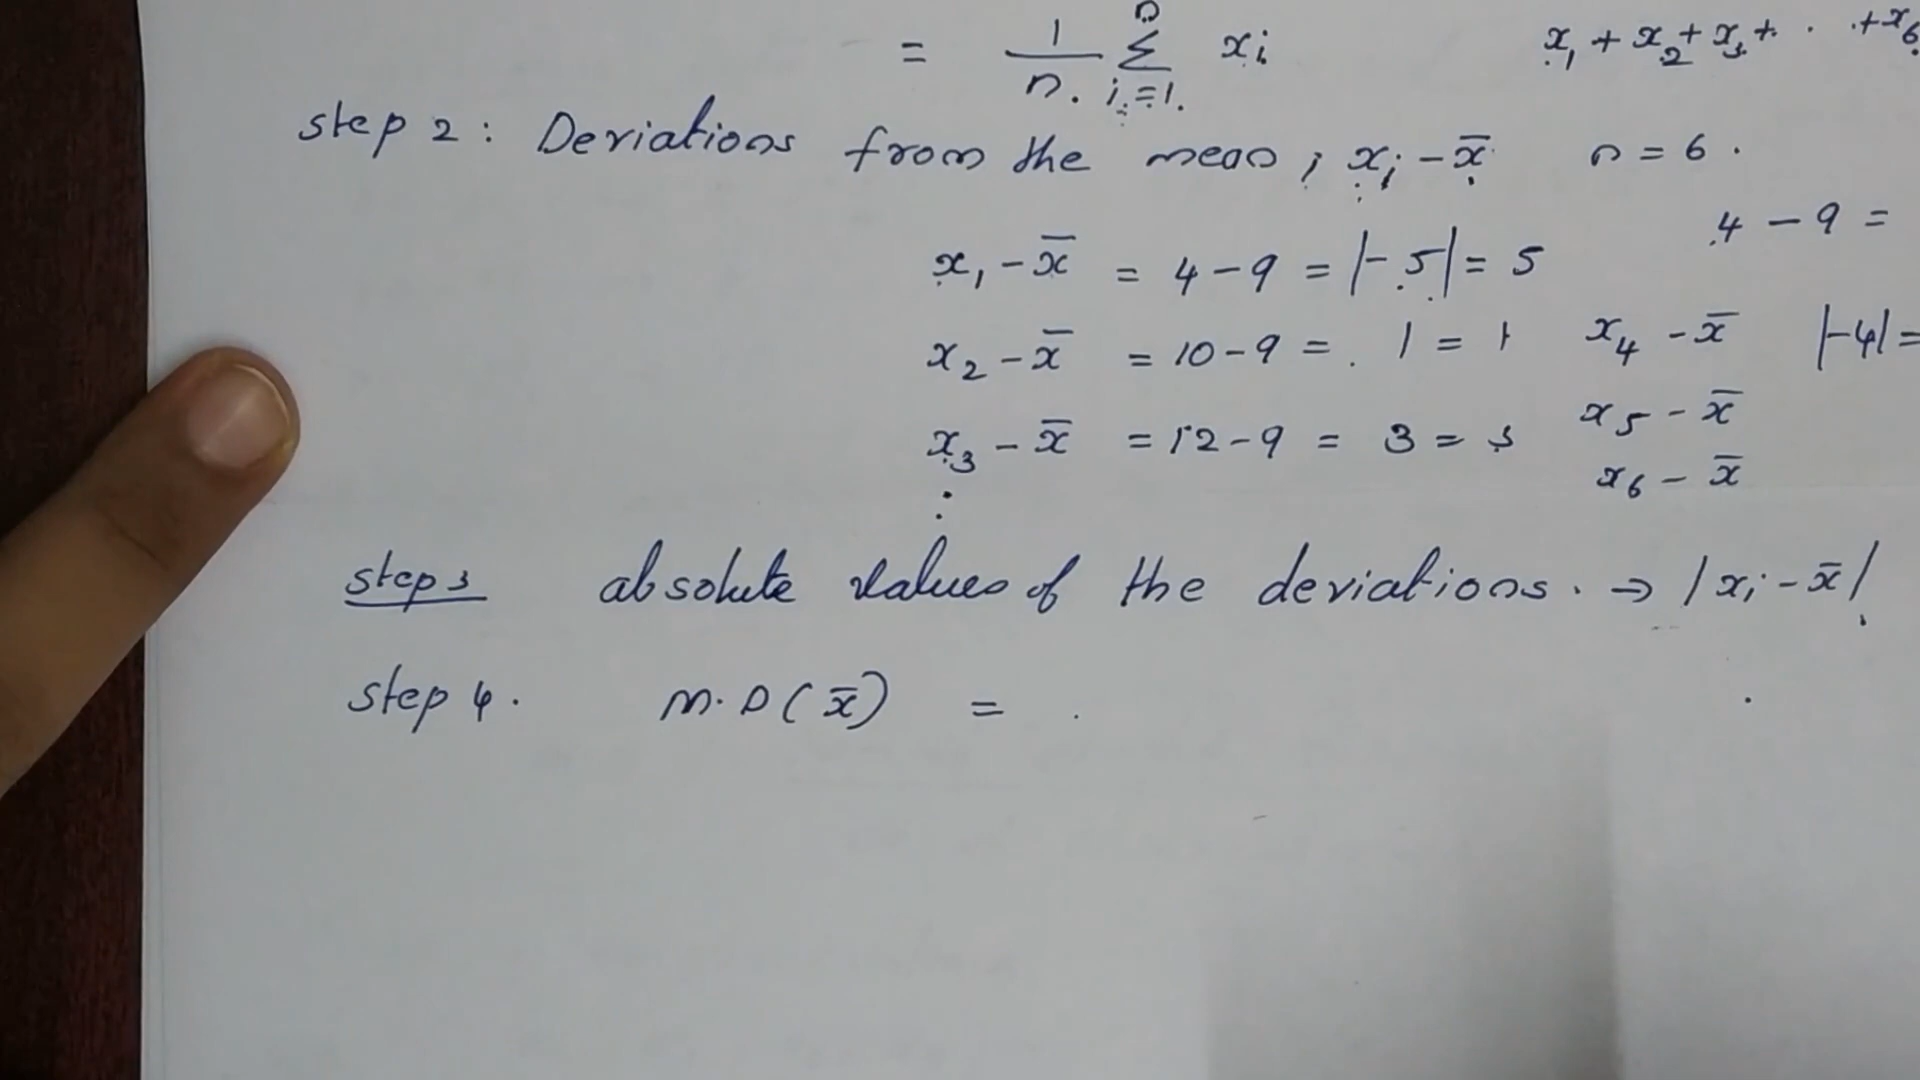 = 1/n. n∑i=1. xi x₁ + x₂ + x₃ + . . + x₆
step 2 : Deviations from the mean ; xi - x̄ n = 6 .
4 - 9 =
x₁ - x̄ = 4 - 9 = |- 5| = 5
x₂ - x̄ = 10 - 9 = . 1 = 1 x₄ - x̄ |-4| =
x₅ - x̄
x₃ - x̄ = 12 - 9 = 3 = 3
x₆ - x̄
:
step 3 absolute values of the deviations . ⇒ |xi - x̄|
step 4 . M.D (x̄) =